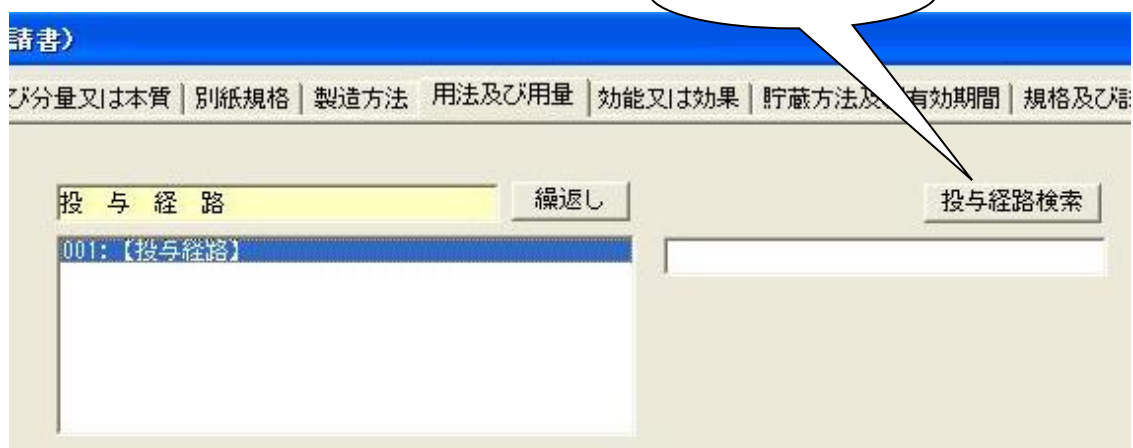 請書)
び分量又は本質 別紙規格 製造方法 用法及び用量 効能又は効果 貯蔵方法及び有効期間 規格及び
投 与 経 路 繰返し 投与経路検索
001:【投与経路】